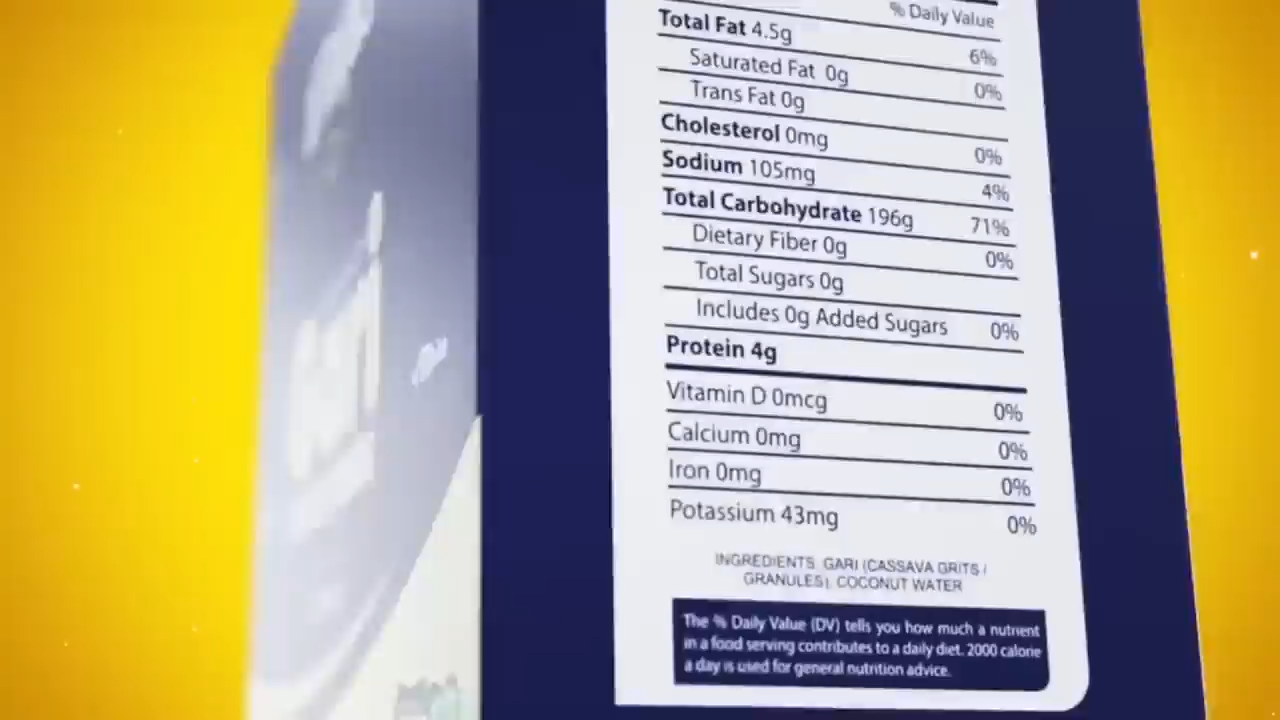 % Daily Value
Total Fat 4.5g 6%
Saturated Fat 0g 0%
Trans Fat 0g
Cholesterol 0mg 0%
Sodium 105mg 4%
Total Carbohydrate 196g 71%
Dietary Fiber 0g 0%
Total Sugars 0g
Includes 0g Added Sugars 0%
Protein 4g
Vitamin D 0mcg 0%
Calcium 0mg 0%
Iron 0mg 0%
Potassium 43mg 0%
INGREDIENTS: GARI (CASSAVA GRITS /
GRANULES), COCONUT WATER
The % Daily Value (DV) tells you how much a nutrient
in a food serving contributes to a daily diet. 2000 calorie
a day is used for general nutrition advice.